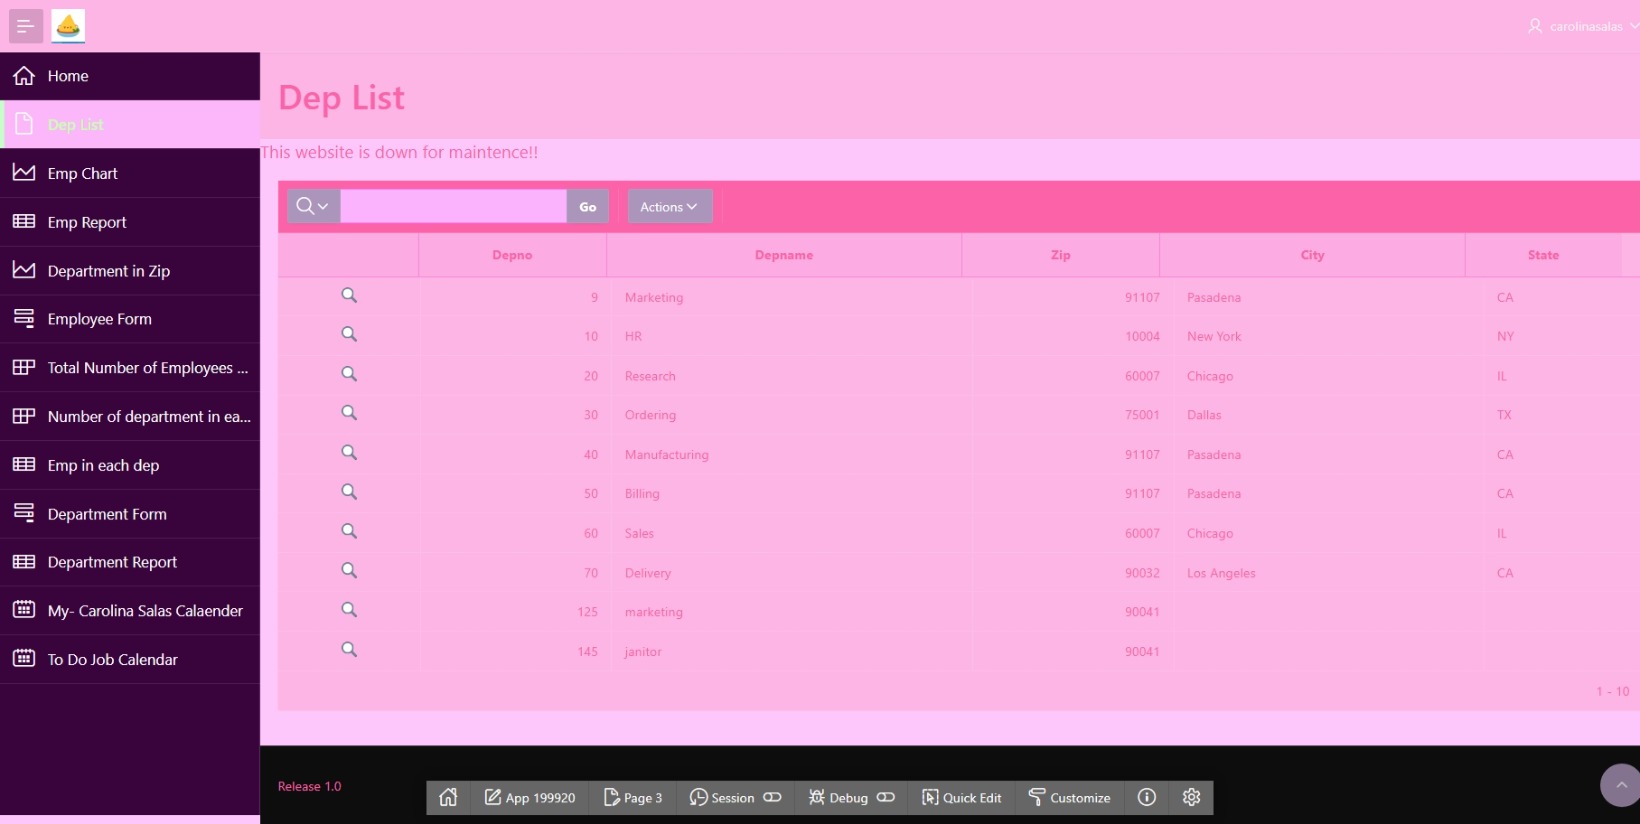 carolinasalas
Home
Dep List
Emp Chart
Emp Report
Department in Zip
Employee Form
Total Number of Employees ...
Number of department in ea...
Emp in each dep
Department Form
Department Report
My- Carolina Salas Calaender
To Do Job Calendar
Dep List
This website is down for maintence!!
Go Actions
Depno Depname Zip City State
9 Marketing 91107 Pasadena CA
10 HR 10004 New York NY
20 Research 60007 Chicago IL
30 Ordering 75001 Dallas TX
40 Manufacturing 91107 Pasadena CA
50 Billing 91107 Pasadena CA
60 Sales 60007 Chicago IL
70 Delivery 90032 Los Angeles CA
125 marketing 90041
145 janitor 90041
1 - 10
Release 1.0
App 199920 Page 3 Session Debug Quick Edit Customize